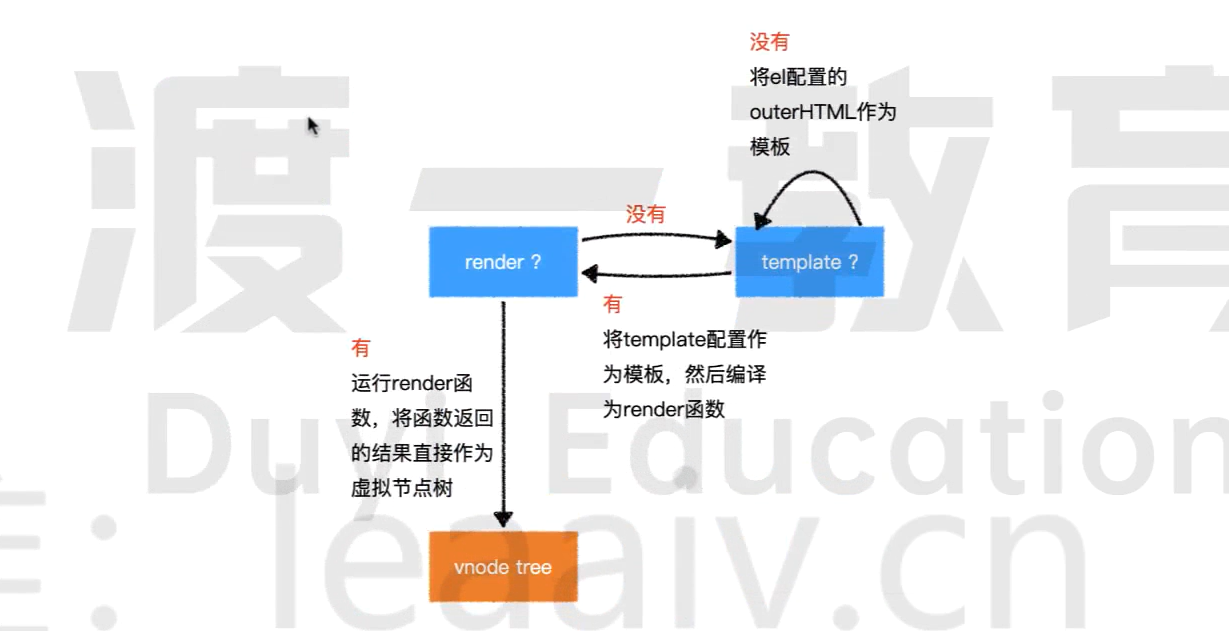 没有
将el配置的
outerHTML作为
模板
没有
render ?
template ?
有
将template配置作
为模板，然后编译
为render函数
有
运行render函
数，将函数返回
的结果直接作为
虚拟节点树
vnode tree
渡一教育
Duyi Education
leaaiv.cn